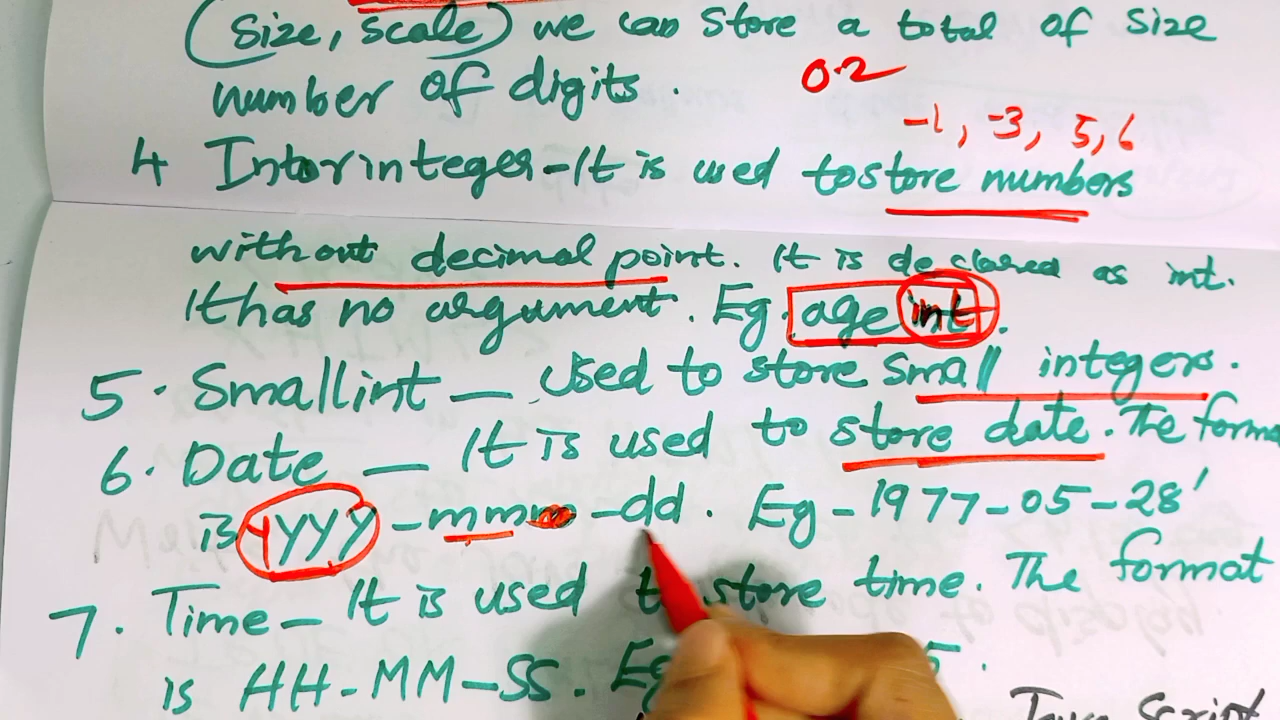 (Size, scale) we can store a total of size
number of digits.
0.2
-1, -3, 5, 6
4 Int or integer - It is used to store numbers
without decimal point. It is declared as int.
It has no argument. Eg. age int.
5. Smallint — Used to store small integers.
6. Date — It is used to store date. The forma
is YYYY - mm -dd. Eg - 1977-05-28'
7. Time - It is used to store time. The format
is HH-MM-SS. Eg 5.
Java Script